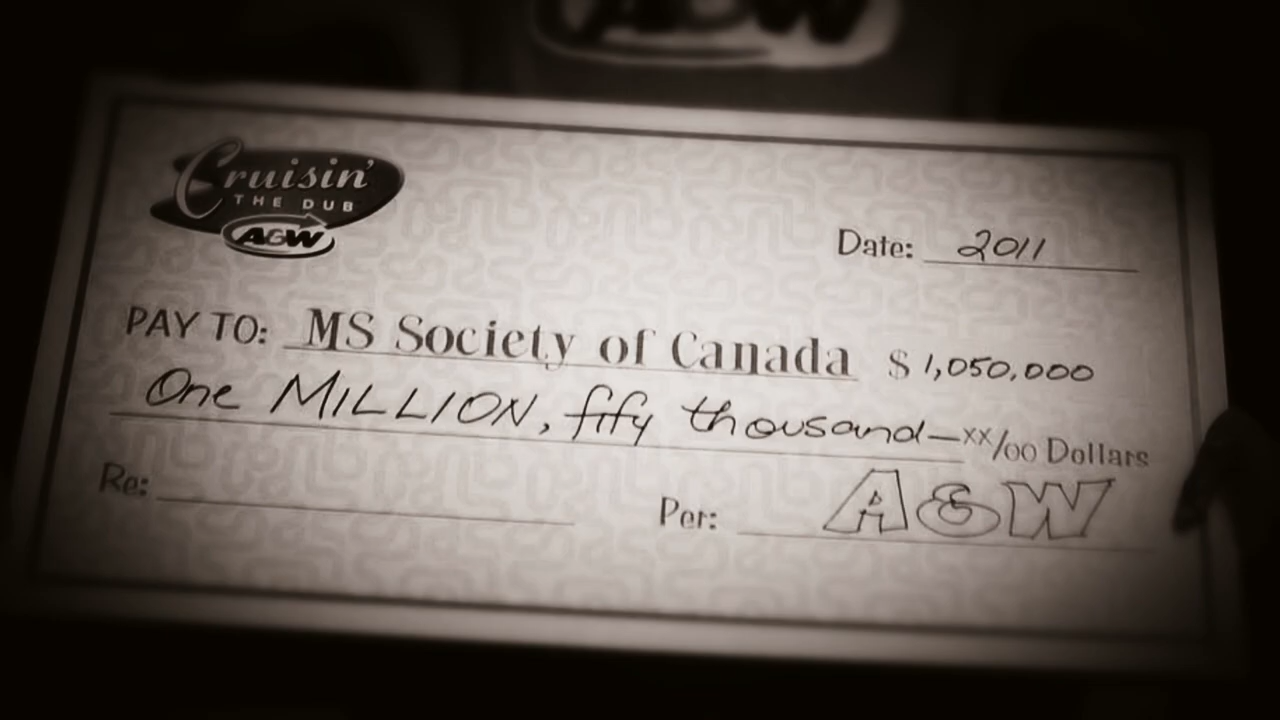 A&W
Cruisin'
THE DUB
A&W
Date: 2011
PAY TO: MS Society of Canada $ 1,050,000
One MILLION, fify thousand—xx/00 Dollars
Re:
Per: A&W